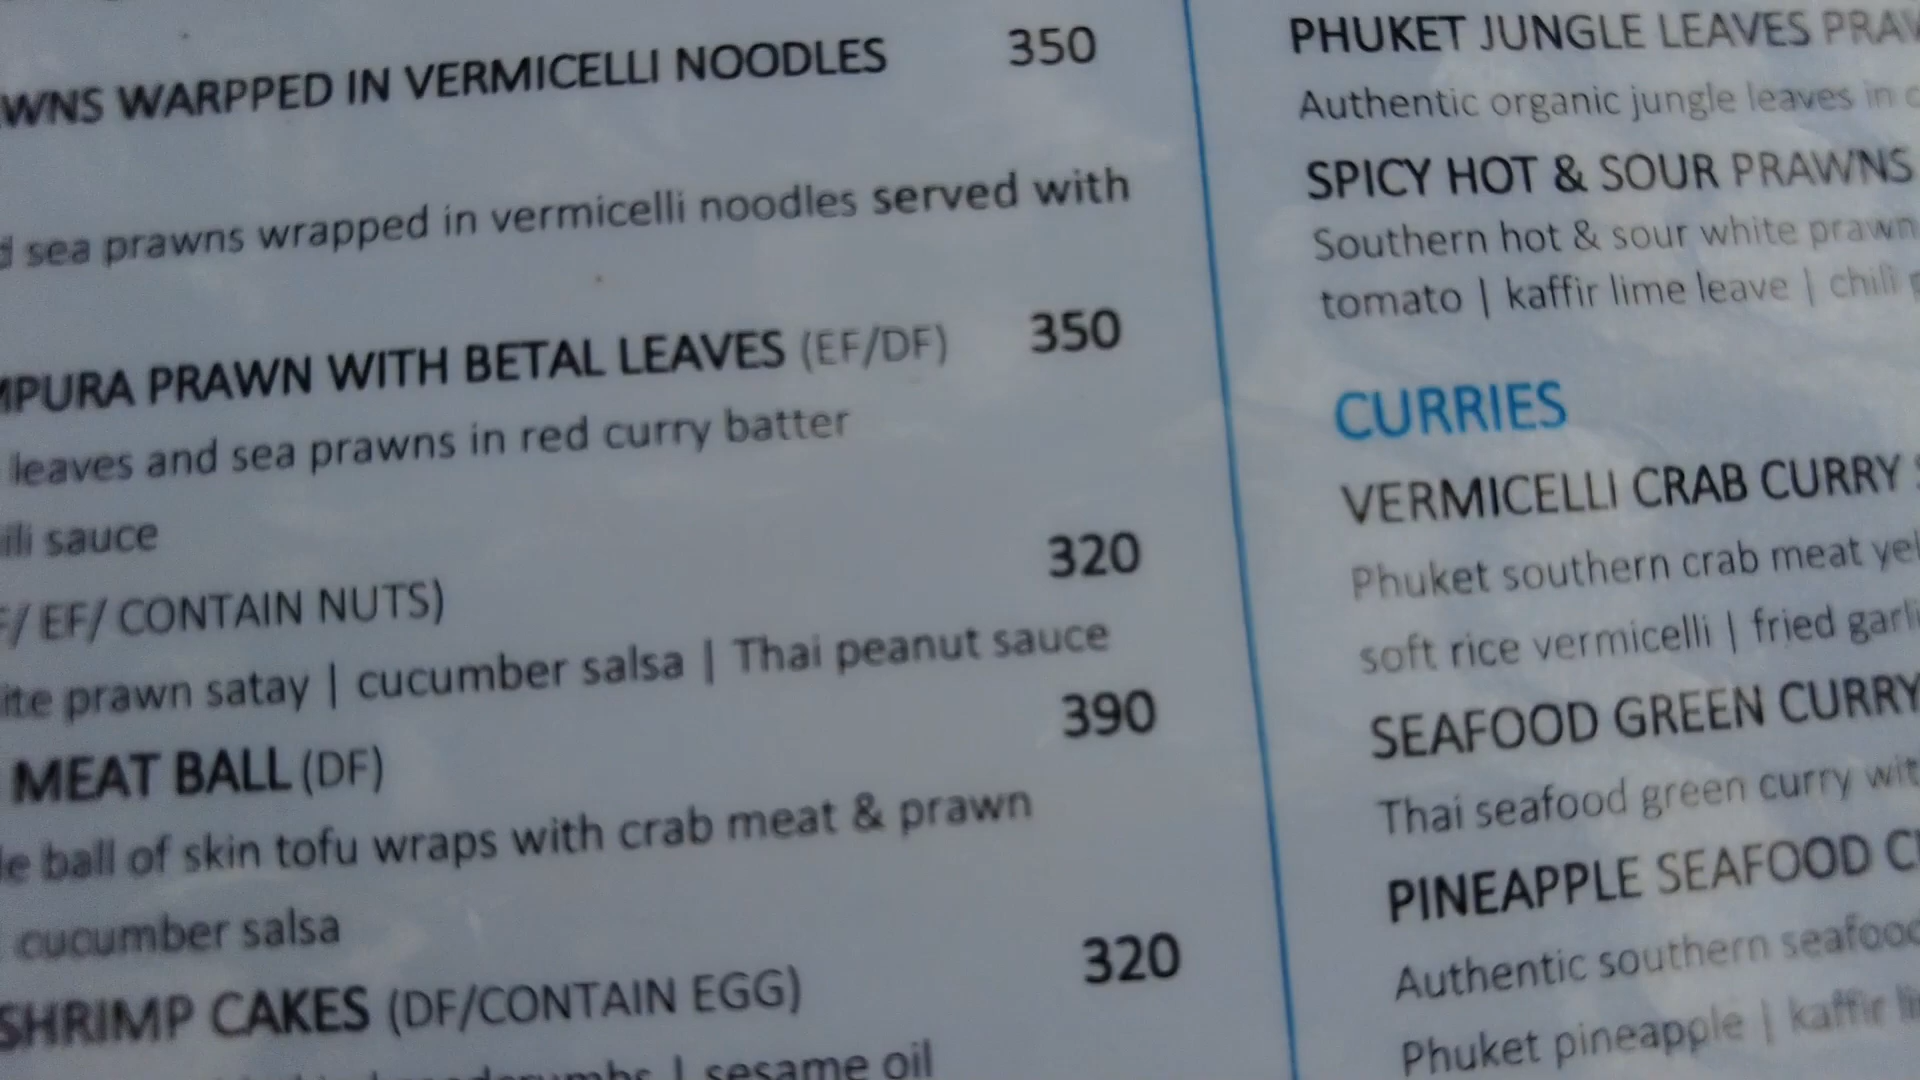 WARPPED IN VERMICELLI NOODLES 350
sea prawns wrapped in vermicelli noodles served with
PRAWN WITH BETAL LEAVES (EF/DF) 350
leaves and sea prawns in red curry batter
sauce
320
EF/ CONTAIN NUTS)
prawn satay | cucumber salsa | Thai peanut sauce
390
MEAT BALL (DF)
ball of skin tofu wraps with crab meat & prawn
cucumber salsa
320
SHRIMP CAKES (DF/CONTAIN EGG)
| sesame oil
PHUKET JUNGLE LEAVES
Authentic organic jungle leaves in
SPICY HOT & SOUR PRAWNS
Southern hot & sour white prawn
tomato | kaffir lime leave | chili
CURRIES
VERMICELLI CRAB CURRY
Phuket southern crab meat
soft rice vermicelli | fried
SEAFOOD GREEN CURRY
Thai seafood green curry
PINEAPPLE SEAFOOD
Authentic southern
Phuket pineapple | kaffir